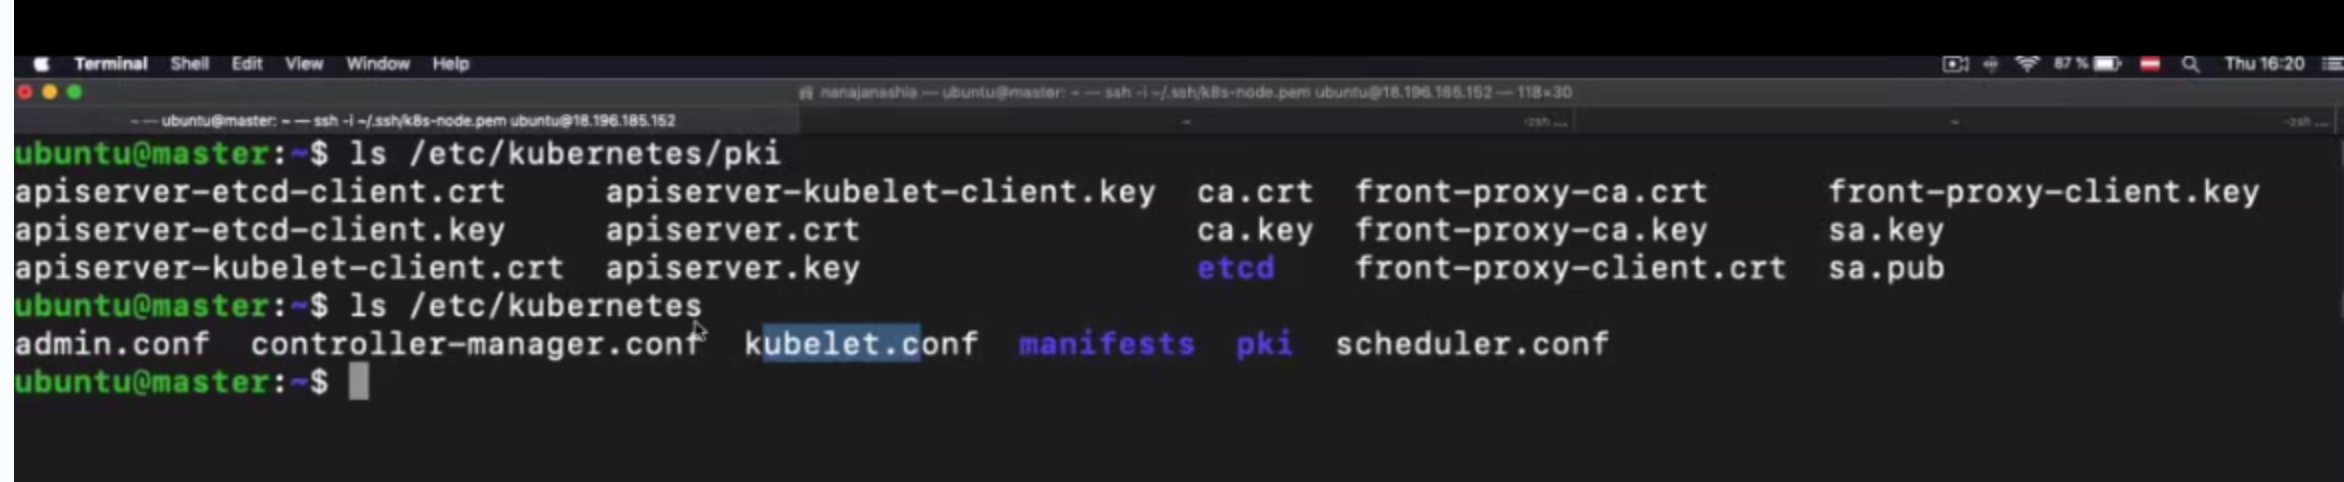 Terminal Shell Edit View Window Help 87 % Thu 16:20
nanajanashia — ubuntu@master: ~ — ssh -i ~/.ssh/k8s-node.pem ubuntu@18.196.185.152 — 118×30
~ — ubuntu@master: ~ — ssh -i ~/.ssh/k8s-node.pem ubuntu@18.196.185.152 ~ -zsh ... ~ -zsh ...
ubuntu@master:~$ ls /etc/kubernetes/pki
apiserver-etcd-client.crt apiserver-kubelet-client.key ca.crt front-proxy-ca.crt front-proxy-client.key
apiserver-etcd-client.key apiserver.crt ca.key front-proxy-ca.key sa.key
apiserver-kubelet-client.crt apiserver.key etcd front-proxy-client.crt sa.pub
ubuntu@master:~$ ls /etc/kubernetes
admin.conf controller-manager.conf kubelet.conf manifests pki scheduler.conf
ubuntu@master:~$